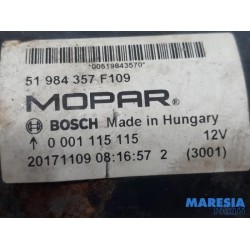 *00519843570*
51 984 357 F109
MOPAR®
BOSCH Made in Hungary
0 001 115 115 12V
20171109 08:16:57 2 (3001)
MARESIA